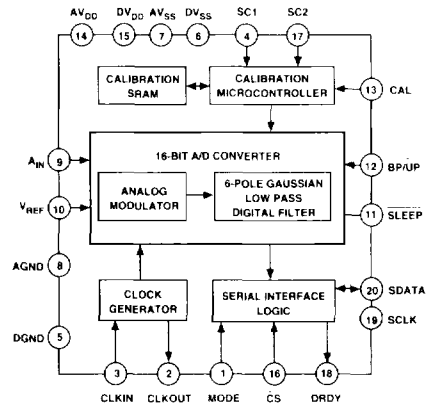 AVDD DVDD AVSS DVSS SC1 SC2
14 15 7 6 4 17
CALIBRATION SRAM
CALIBRATION MICROCONTROLLER
13 CAL
16-BIT A/D CONVERTER
AIN 9
12 BP/UP
ANALOG MODULATOR
6-POLE GAUSSIAN LOW PASS DIGITAL FILTER
VREF 10
11 SLEEP
AGND 8
CLOCK GENERATOR
SERIAL INTERFACE LOGIC
20 SDATA
19 SCLK
DGND 5
3 2 1 16 18
CLKIN CLKOUT MODE CS DRDY